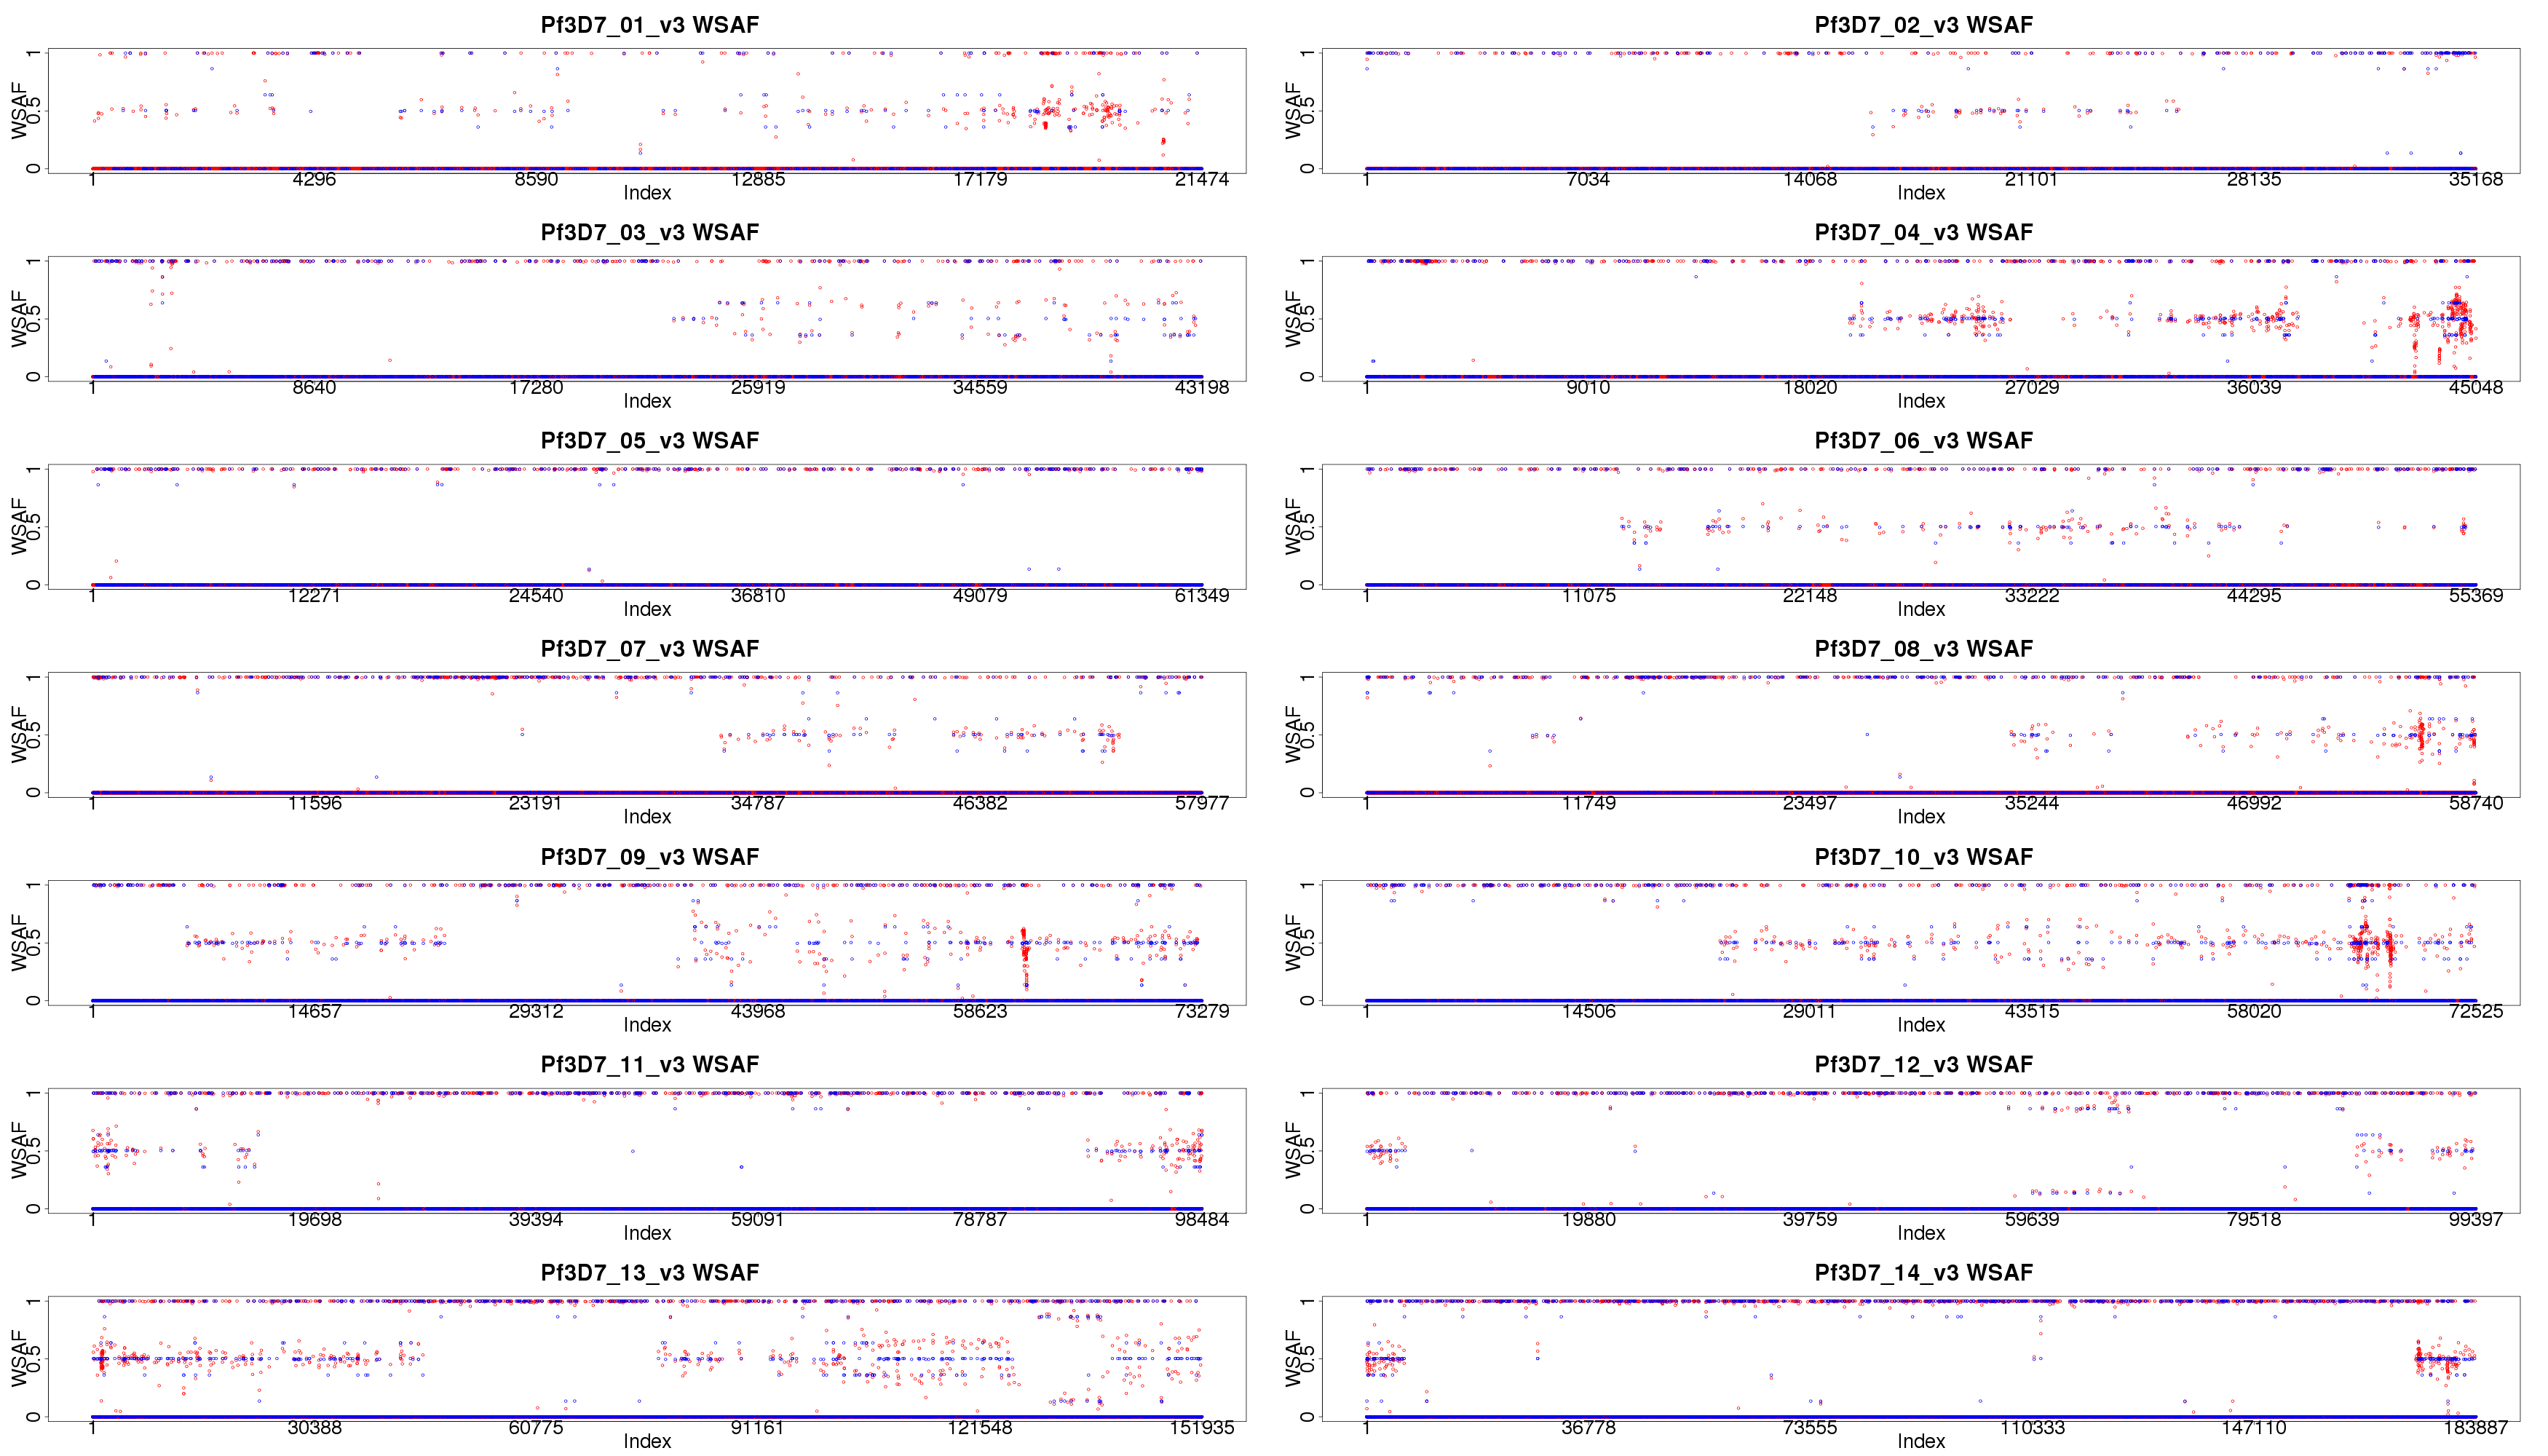 Pf3D7_01_v3 WSAF
WSAF
0 0.5 1
1 4296 8590 12885 17179 21474
Index
Pf3D7_02_v3 WSAF
WSAF
0 0.5 1
1 7034 14068 21101 28135 35168
Index
Pf3D7_03_v3 WSAF
WSAF
0 0.5 1
1 8640 17280 25919 34559 43198
Index
Pf3D7_04_v3 WSAF
WSAF
0 0.5 1
1 9010 18020 27029 36039 45048
Index
Pf3D7_05_v3 WSAF
WSAF
0 0.5 1
1 12271 24540 36810 49079 61349
Index
Pf3D7_06_v3 WSAF
WSAF
0 0.5 1
1 11075 22148 33222 44295 55369
Index
Pf3D7_07_v3 WSAF
WSAF
0 0.5 1
1 11596 23191 34787 46382 57977
Index
Pf3D7_08_v3 WSAF
WSAF
0 0.5 1
1 11749 23497 35244 46992 58740
Index
Pf3D7_09_v3 WSAF
WSAF
0 0.5 1
1 14657 29312 43968 58623 73279
Index
Pf3D7_10_v3 WSAF
WSAF
0 0.5 1
1 14506 29011 43515 58020 72525
Index
Pf3D7_11_v3 WSAF
WSAF
0 0.5 1
1 19698 39394 59091 78787 98484
Index
Pf3D7_12_v3 WSAF
WSAF
0 0.5 1
1 19880 39759 59639 79518 99397
Index
Pf3D7_13_v3 WSAF
WSAF
0 0.5 1
1 30388 60775 91161 121548 151935
Index
Pf3D7_14_v3 WSAF
WSAF
0 0.5 1
1 36778 73555 110333 147110 183887
Index